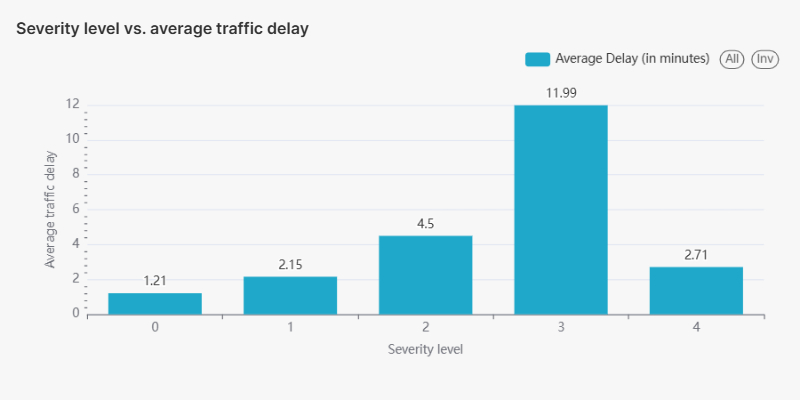 Severity level vs. average traffic delay
Average Delay (in minutes) All Inv
12
10
8
6
4
2
0
Average traffic delay
1.21
2.15
4.5
11.99
2.71
0 1 2 3 4
Severity level